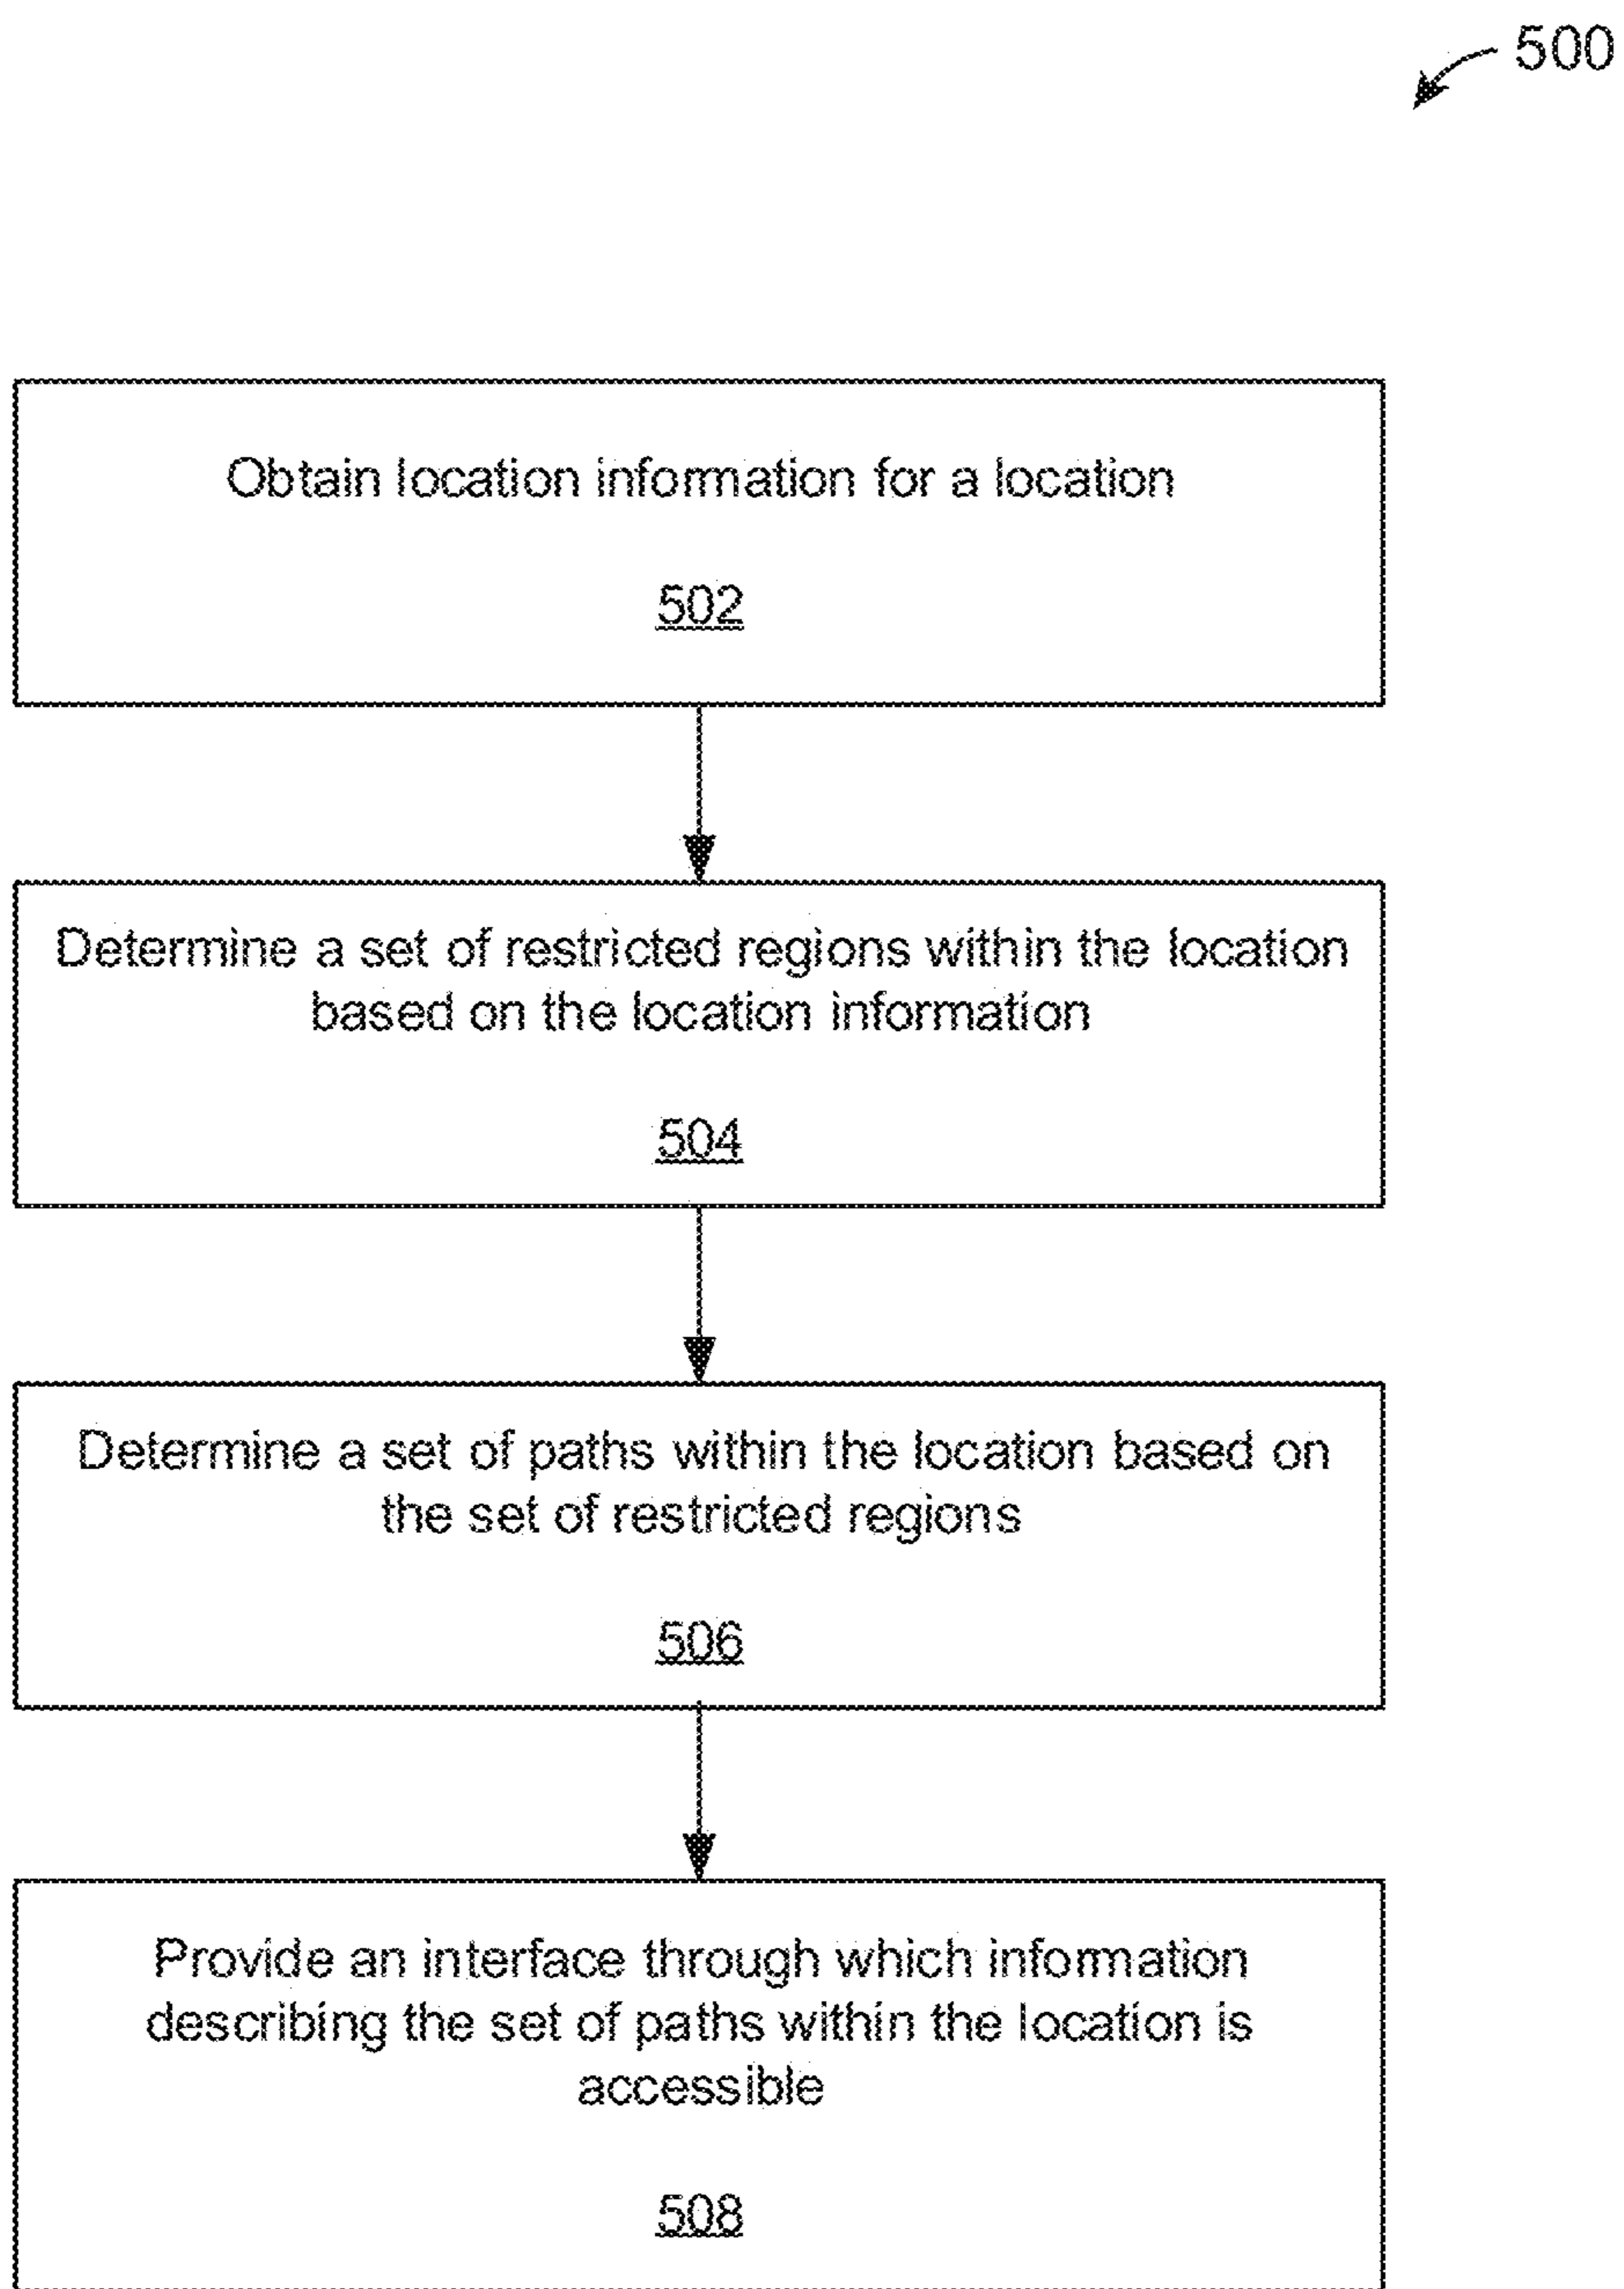 500
Obtain location information for a location
502
Determine a set of restricted regions within the location
based on the location information
504
Determine a set of paths within the location based on
the set of restricted regions
506
Provide an interface through which information
describing the set of paths within the location is
accessible
508